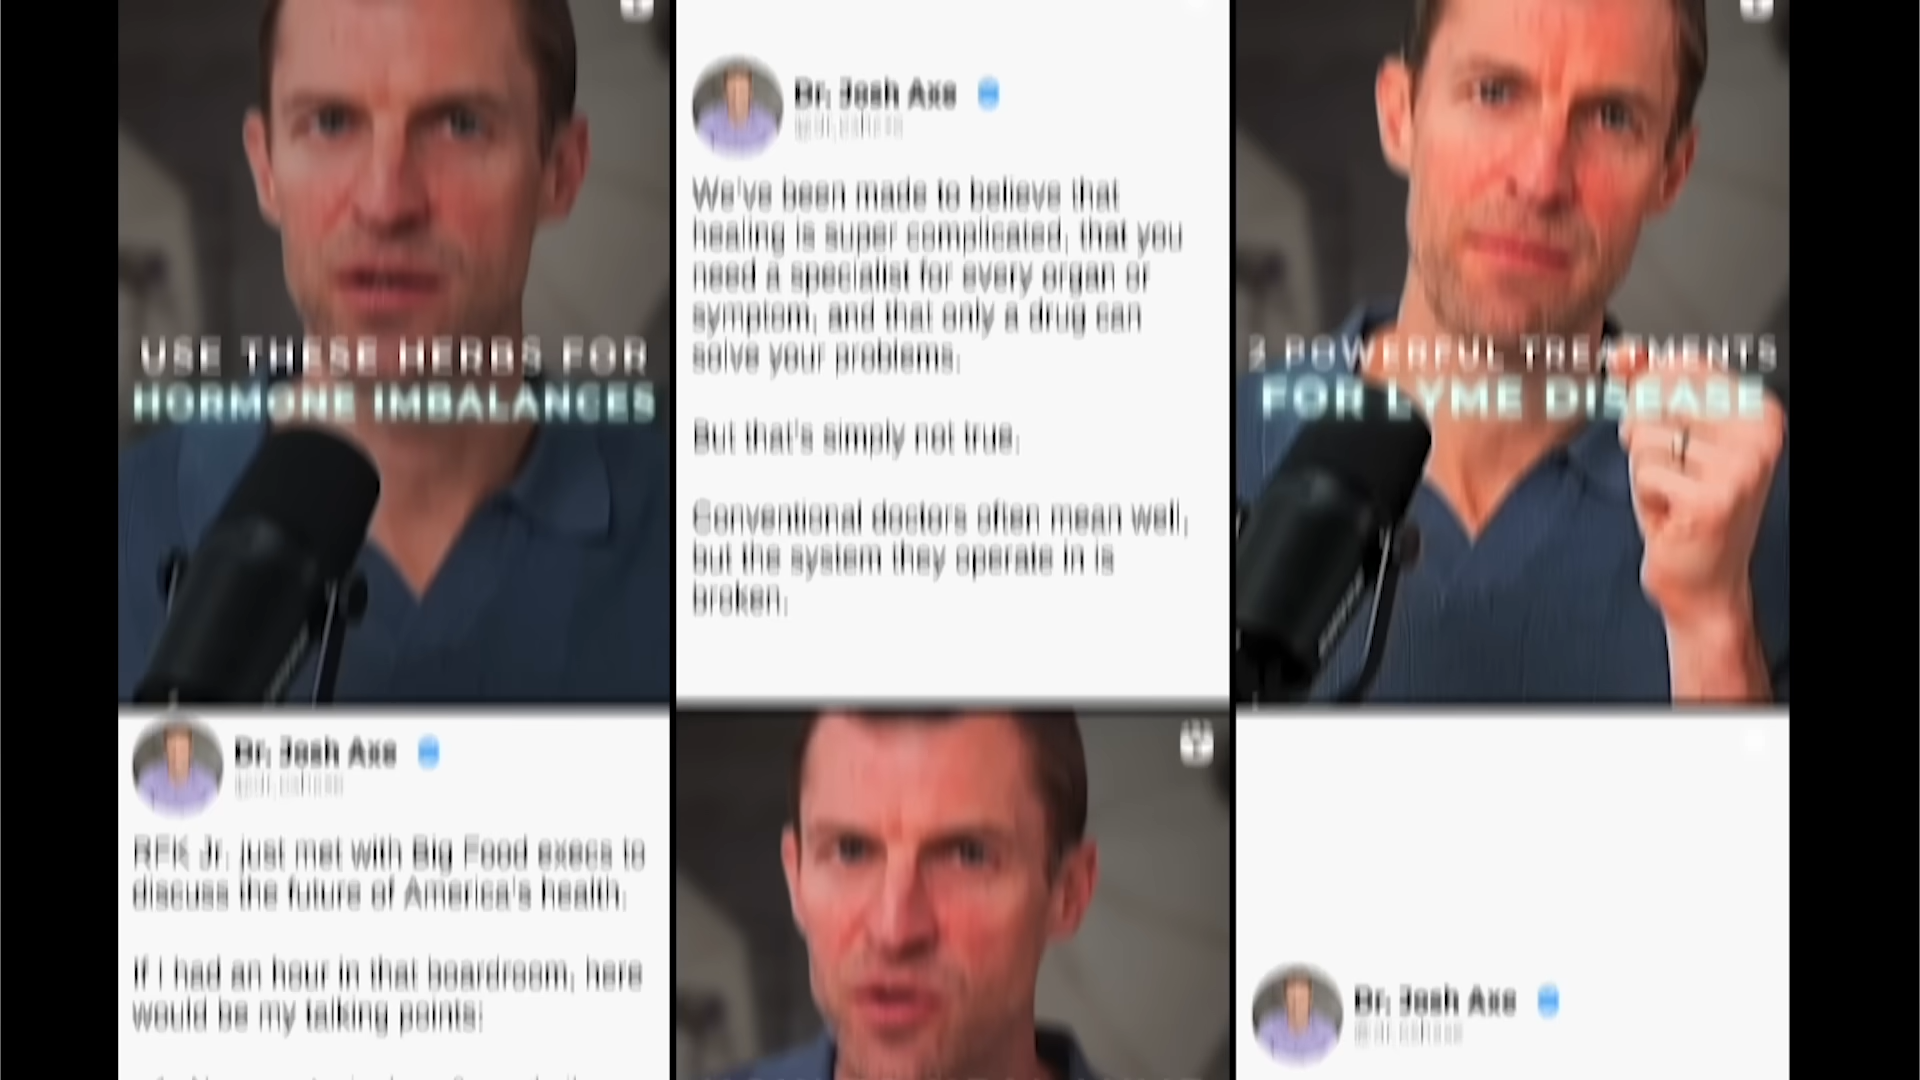 USE THESE HERBS FOR
HORMONE IMBALANCES
Dr. Josh Axe
We've been made to believe that
healing is super complicated, that you
need a specialist for every organ or
symptom, and that only a drug can
solve your problems.
But that's simply not true.
Conventional doctors often mean well,
but the system they operate in is
broken.
POWERFUL TREATMENTS
FOR LYME DISEASE
Dr. Josh Axe
RFK Jr. just met with Big Food execs to
discuss the future of America's health.
If I had an hour in that boardroom, here
would be my talking points:
Dr. Josh Axe